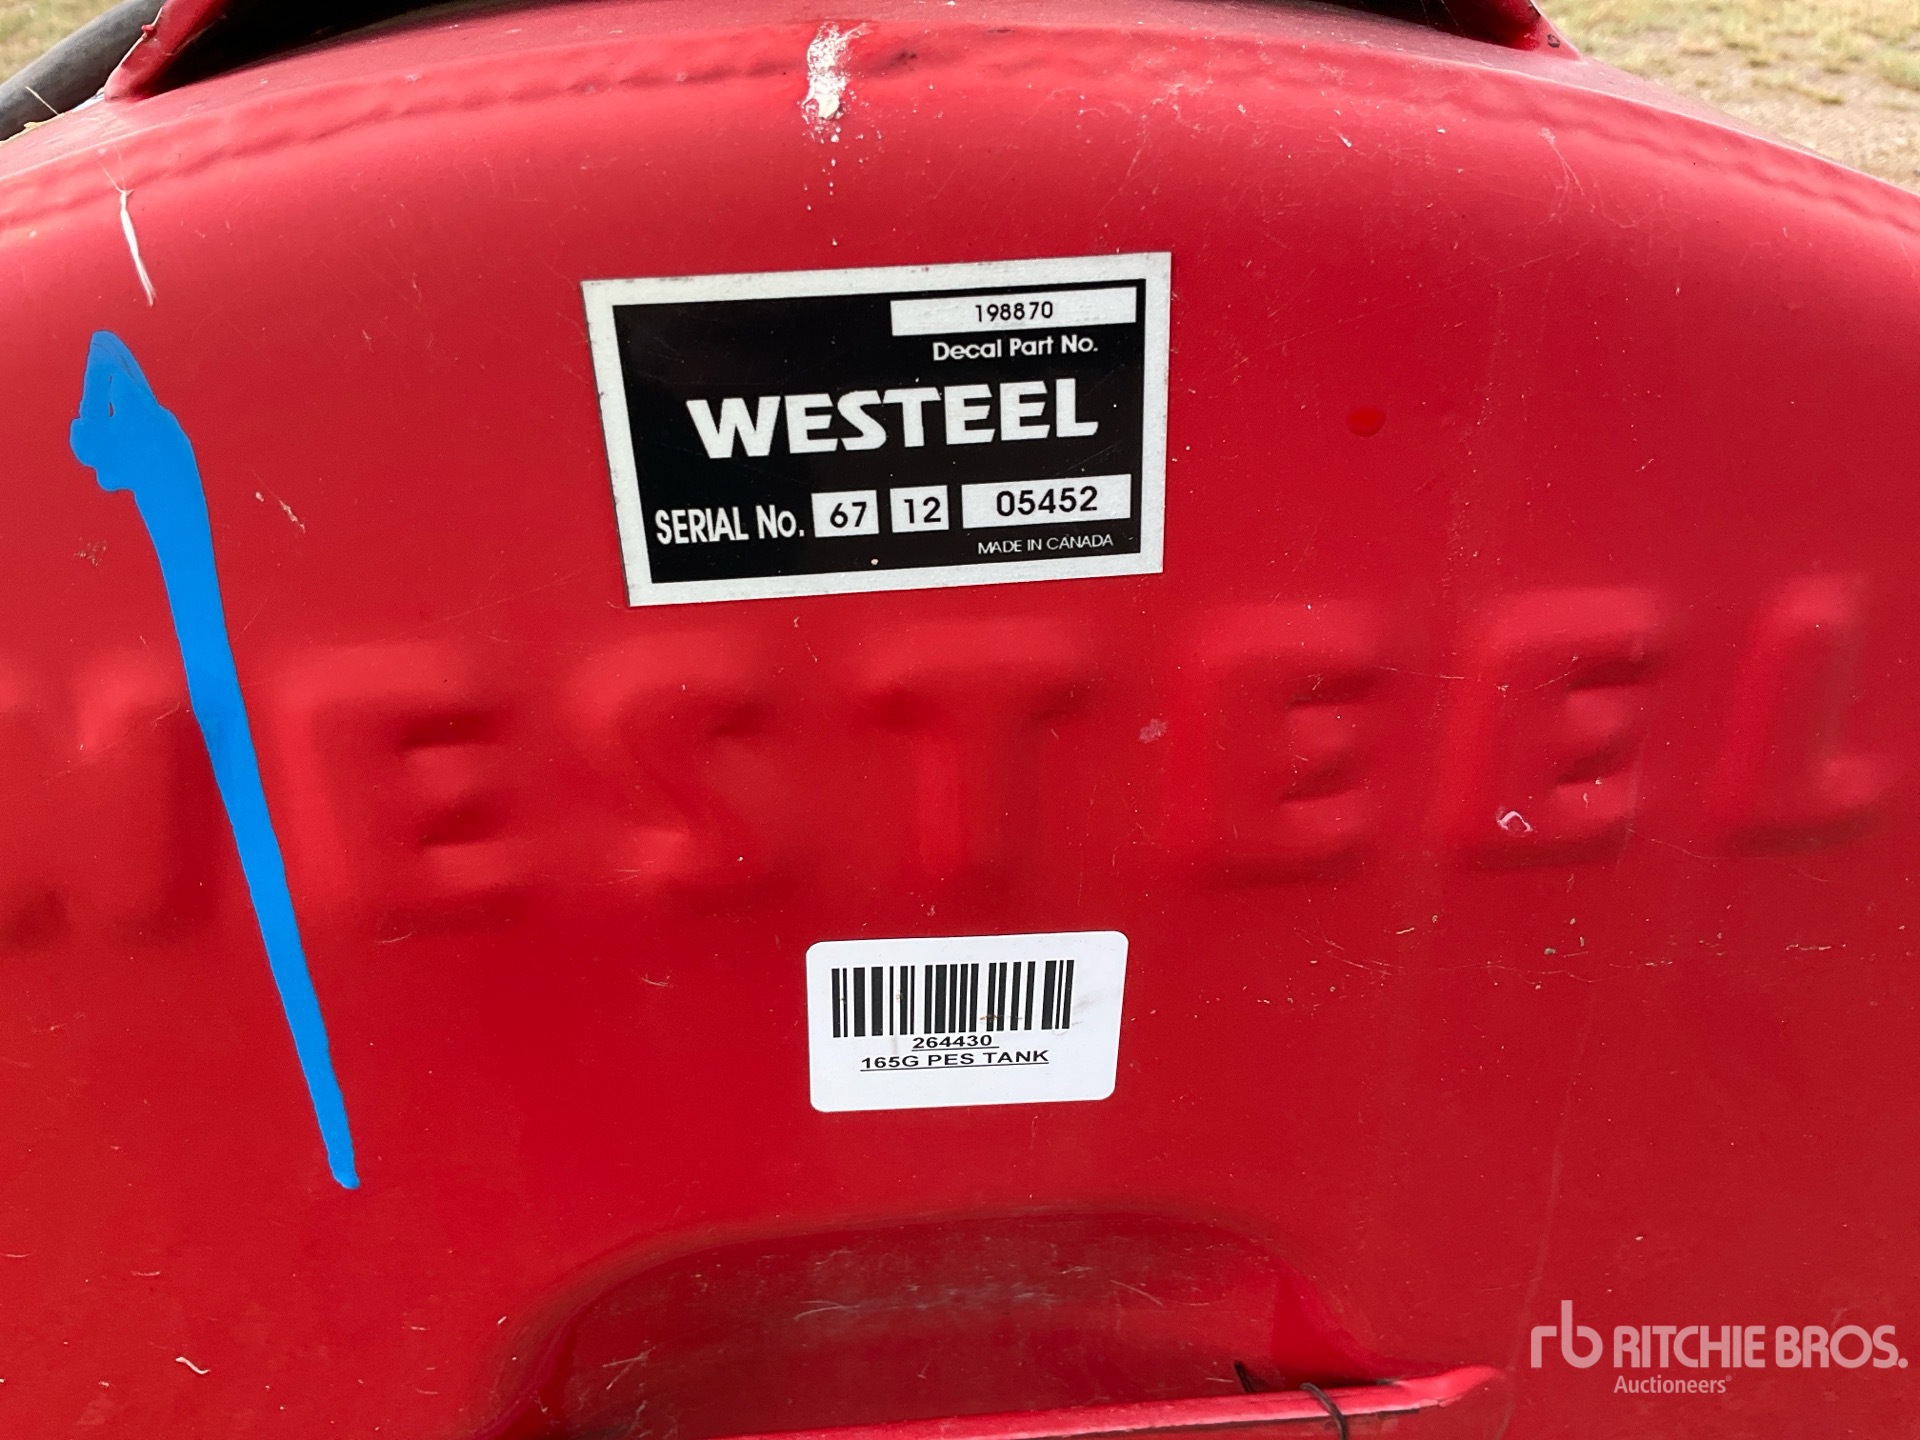 198870
Decal Part No.
WESTEEL
SERIAL No. 67 12 05452
MADE IN CANADA
WESTEEL
264430
165G PES TANK
rb RITCHIE BROS.
Auctioneers